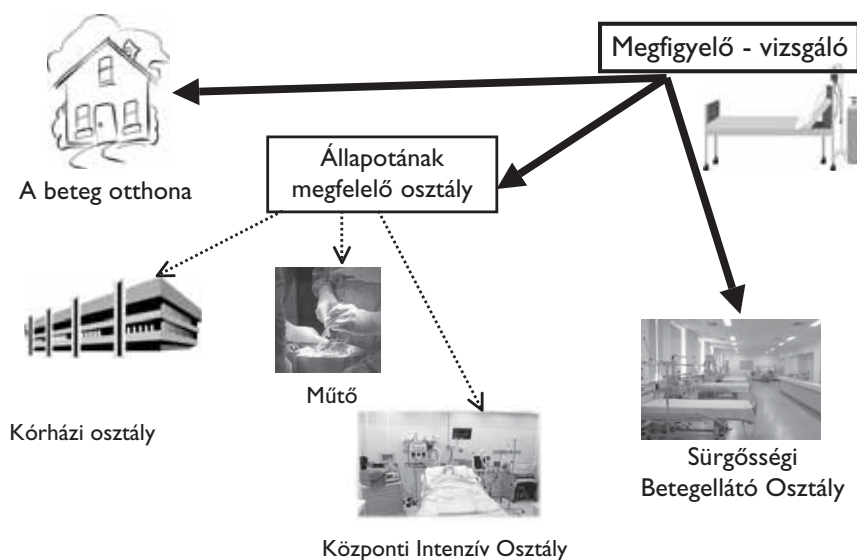 Megfigyelő - vizsgáló
A beteg otthona
Állapotának
megfelelő osztály
Kórházi osztály
Műtő
Központi Intenzív Osztály
Sürgősségi
Betegellátó Osztály